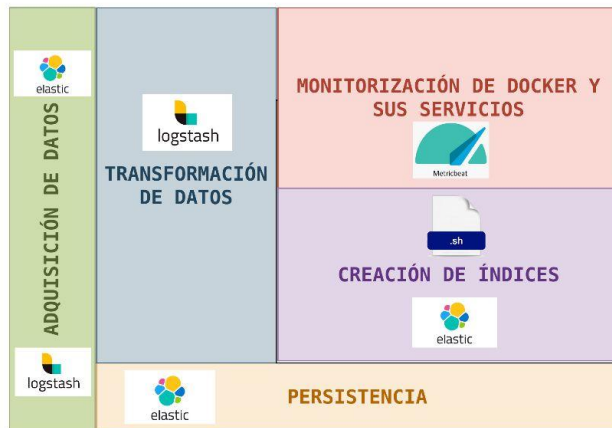 elastic
ADQUISICIÓN DE DATOS
logstash
logstash
TRANSFORMACIÓN
DE DATOS
MONITORIZACIÓN DE DOCKER Y
SUS SERVICIOS
Metricbeat
.sh
CREACIÓN DE ÍNDICES
elastic
elastic
PERSISTENCIA